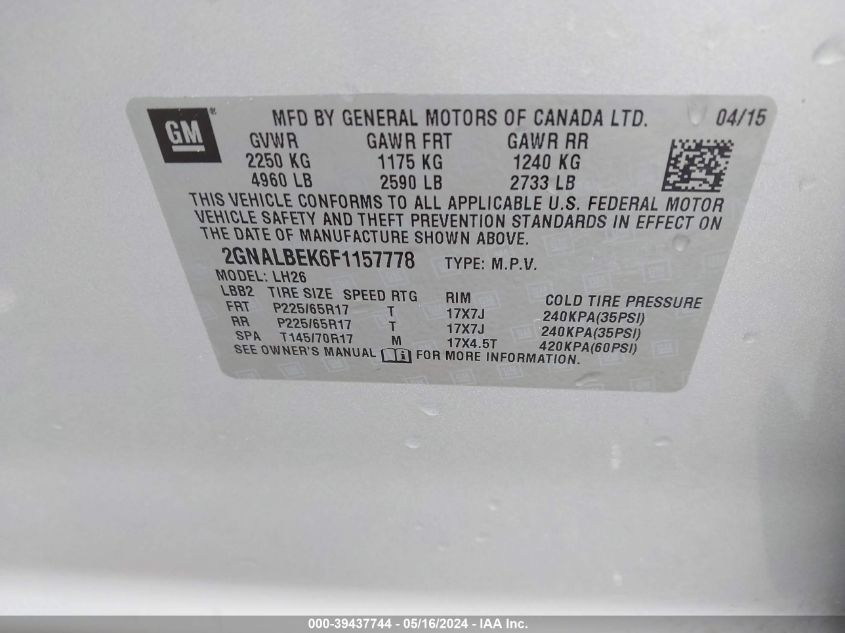 GM ®
MFD BY GENERAL MOTORS OF CANADA LTD. 04/15
GVWR GAWR FRT GAWR RR
2250 KG 1175 KG 1240 KG
4960 LB 2590 LB 2733 LB
THIS VEHICLE CONFORMS TO ALL APPLICABLE U.S. FEDERAL MOTOR
VEHICLE SAFETY AND THEFT PREVENTION STANDARDS IN EFFECT ON
THE DATE OF MANUFACTURE SHOWN ABOVE.
2GNALBEK6F1157778 TYPE: M.P.V.
MODEL: LH26
LBB2 TIRE SIZE SPEED RTG RIM COLD TIRE PRESSURE
FRT P225/65R17 T 17X7J 240KPA(35PSI)
RR P225/65R17 T 17X7J 240KPA(35PSI)
SPA T145/70R17 M 17X4.5T 420KPA(60PSI)
SEE OWNER'S MANUAL FOR MORE INFORMATION.
000-39437744 - 05/16/2024 - IAA Inc.